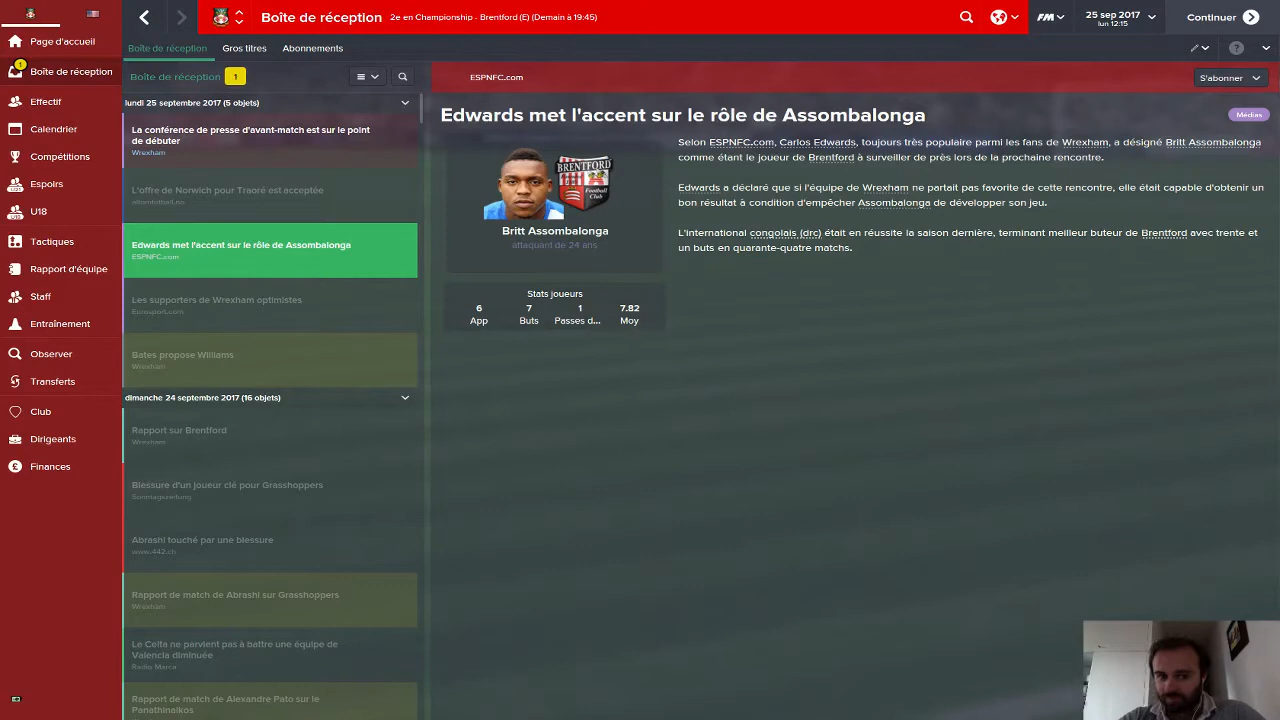 Boîte de réception
2e en Championship - Brentford (E) (Demain à 19:45)
FM
25 sep 2017
lun 12:15
Continuer
Page d'accueil
1
Boîte de réception
Effectif
Calendrier
Compétitions
Espoirs
U18
Tactiques
Rapport d'équipe
Staff
Entraînement
Observer
Transferts
Club
Dirigeants
Finances
Boîte de réception
Gros titres
Abonnements
Boîte de réception
1
lundi 25 septembre 2017 (5 objets)
La conférence de presse d'avant-match est sur le point
de débuter
Wrexham
L'offre de Norwich pour Traoré est acceptée
altomfotball.no
Edwards met l'accent sur le rôle de Assombalonga
ESPNFC.com
Les supporters de Wrexham optimistes
Eurosport.com
Bates propose Williams
Wrexham
dimanche 24 septembre 2017 (16 objets)
Rapport sur Brentford
Wrexham
Blessure d'un joueur clé pour Grasshoppers
Sonntagszeitung
Abrashi touché par une blessure
www.442.ch
Rapport de match de Abrashi sur Grasshoppers
Wrexham
Le Celta ne parvient pas à battre une équipe de
Valencia diminuée
Radio Marca
Rapport de match de Alexandre Pato sur le
Panathinaikos
ESPNFC.com
S'abonner
Edwards met l'accent sur le rôle de Assombalonga
Médias
BRENTFORD
Football
Club
Britt Assombalonga
attaquant de 24 ans
Stats joueurs
6 7 1 7.82
App Buts Passes d... Moy
Selon ESPNFC.com, Carlos Edwards, toujours très populaire parmi les fans de Wrexham, a désigné Britt Assombalonga
comme étant le joueur de Brentford à surveiller de près lors de la prochaine rencontre.
Edwards a déclaré que si l'équipe de Wrexham ne partait pas favorite de cette rencontre, elle était capable d'obtenir un
bon résultat à condition d'empêcher Assombalonga de développer son jeu.
L'international congolais (drc) était en réussite la saison dernière, terminant meilleur buteur de Brentford avec trente et
un buts en quarante-quatre matchs.